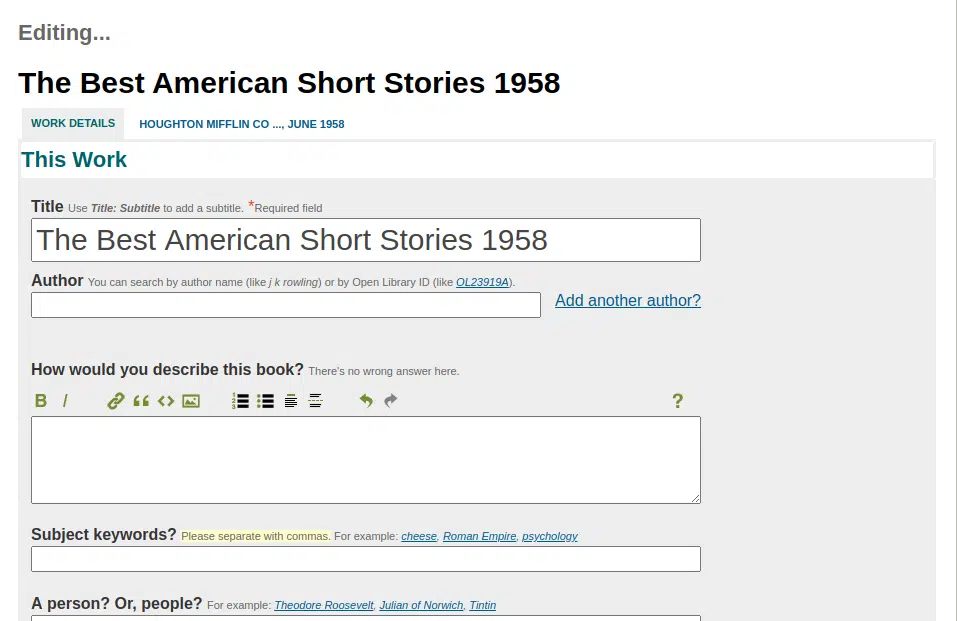 Editing...
The Best American Short Stories 1958
WORK DETAILS HOUGHTON MIFFLIN CO ..., JUNE 1958
This Work
Title Use Title: Subtitle to add a subtitle. *Required field
The Best American Short Stories 1958
Author You can search by author name (like j k rowling) or by Open Library ID (like OL23919A).
Add another author?
How would you describe this book? There's no wrong answer here.
B I ?
Subject keywords? Please separate with commas. For example: cheese, Roman Empire, psychology
A person? Or, people? For example: Theodore Roosevelt, Julian of Norwich, Tintin